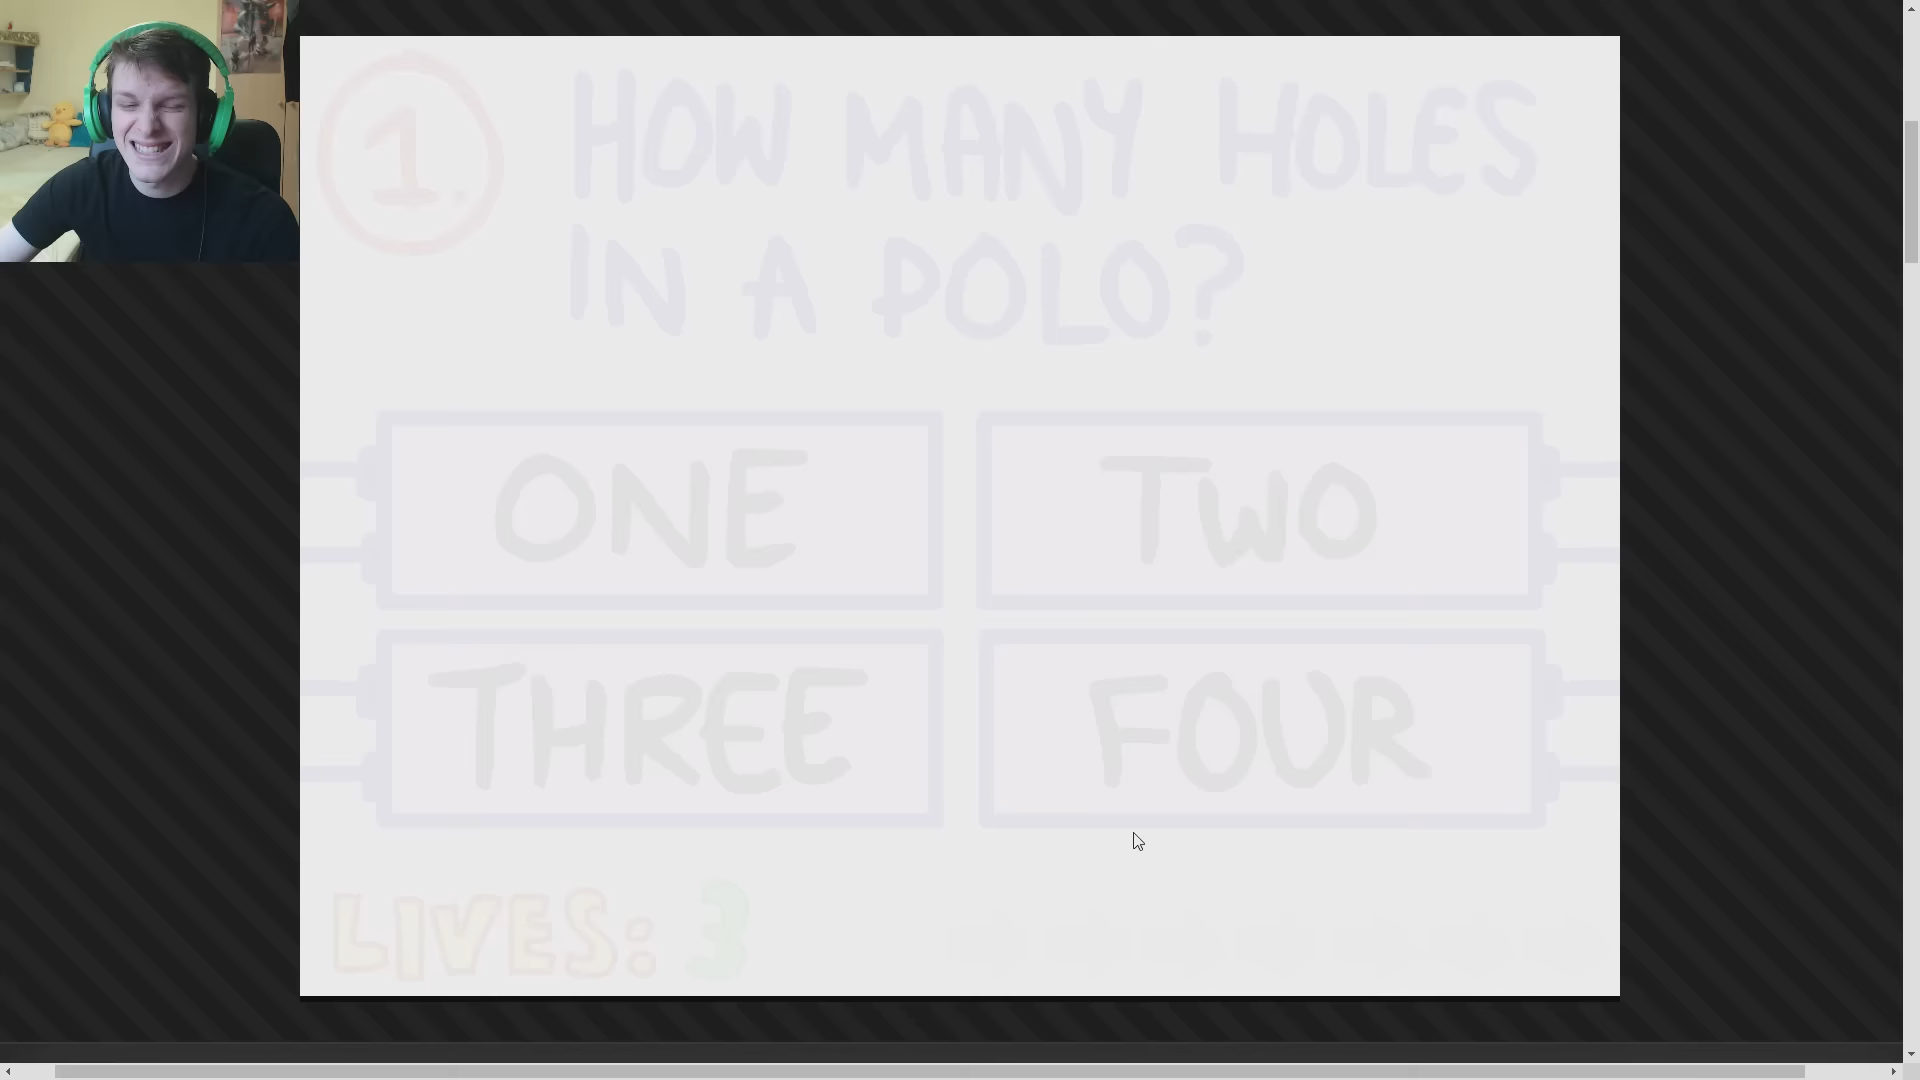 1. HOW MANY HOLES
IN A POLO?
ONE
TWO
THREE
FOUR
LIVES: 3